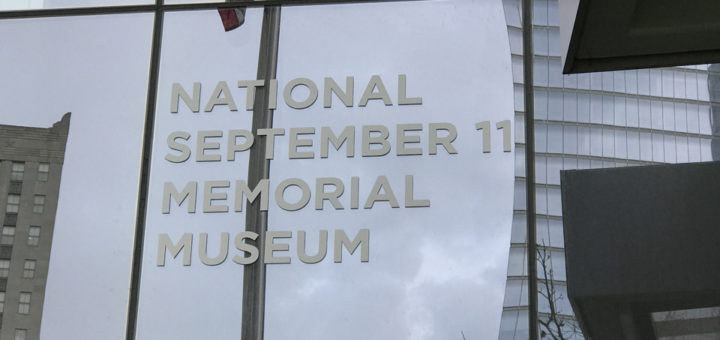 NATIONAL
SEPTEMBER 11
MEMORIAL
MUSEUM